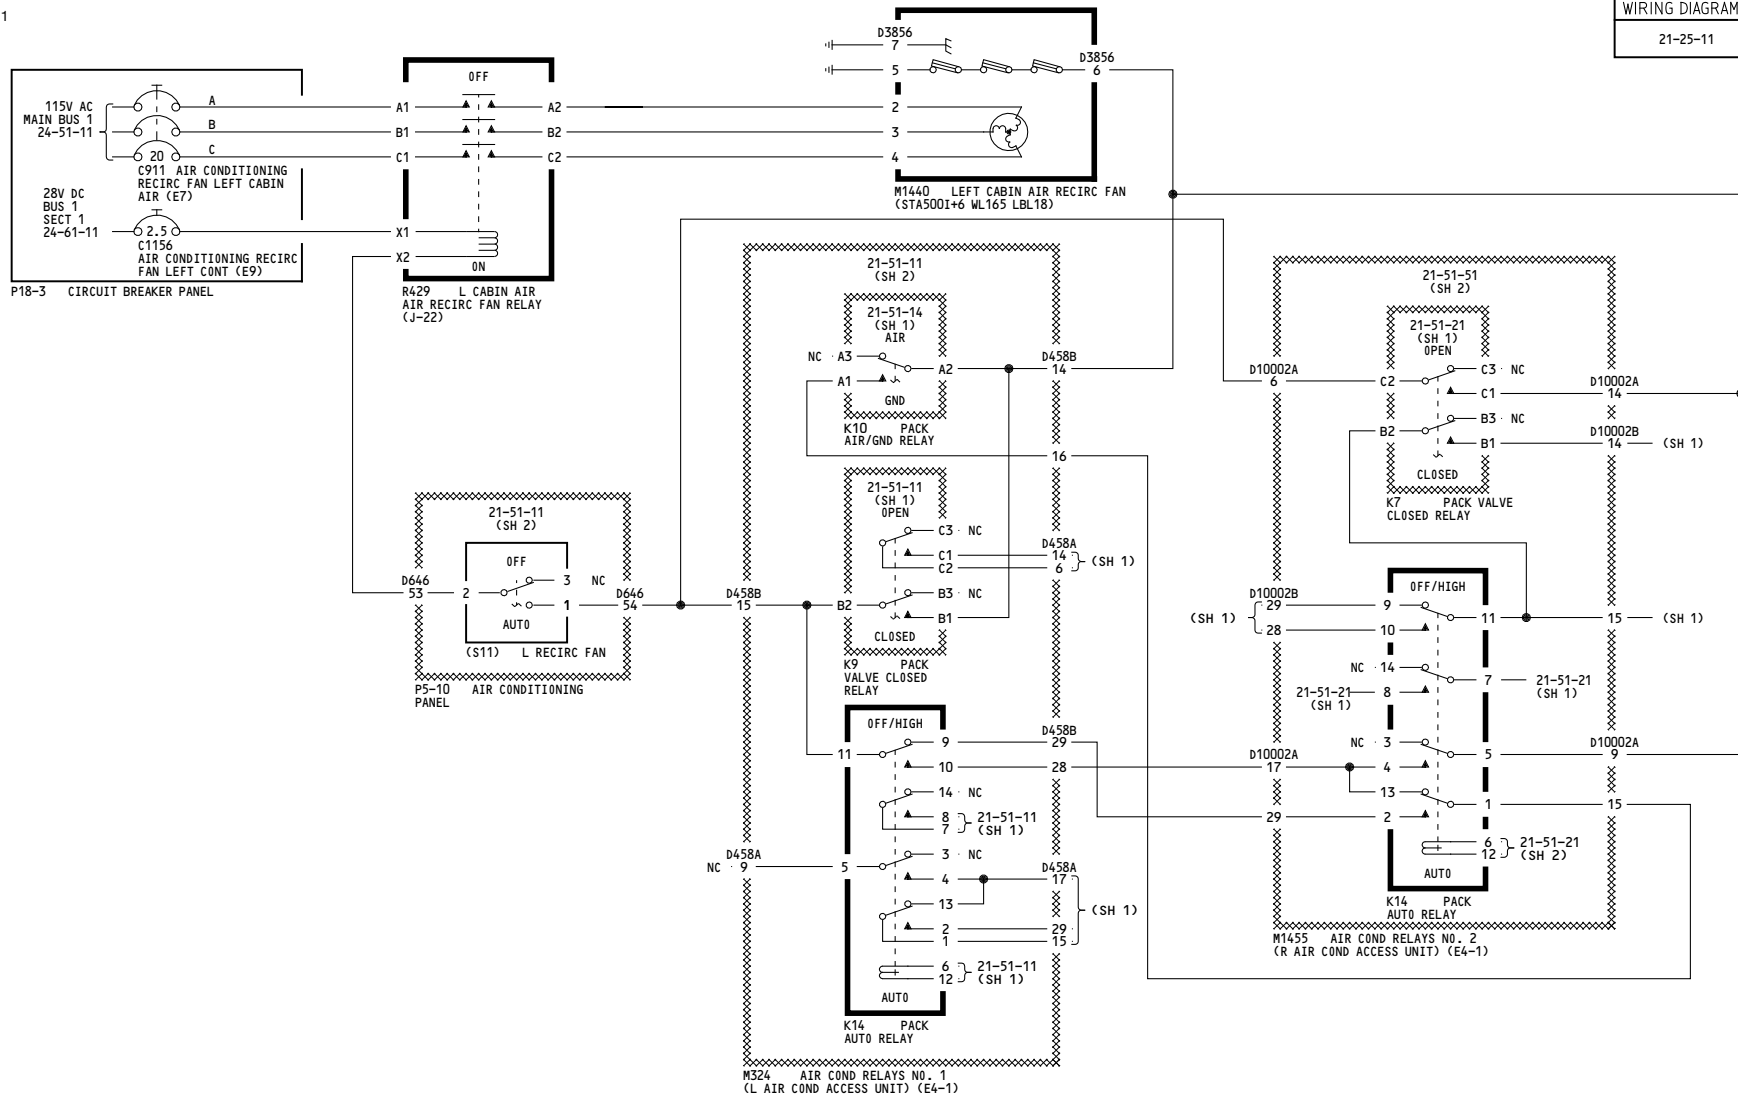 1
WIRING DIAGRAM
21-25-11
115V AC
MAIN BUS 1
24-51-11
A
B
C
20
C911 AIR CONDITIONING
RECIRC FAN LEFT CABIN
AIR (E7)
28V DC
BUS 1
SECT 1
24-61-11
2.5
C1156
AIR CONDITIONING RECIRC
FAN LEFT CONT (E9)
P18-3 CIRCUIT BREAKER PANEL
OFF
A1
A2
B1
B2
C1
C2
X1
X2
ON
R429 L CABIN AIR
AIR RECIRC FAN RELAY
(J-22)
D3856
7
5
D3856
6
2
3
4
M1440 LEFT CABIN AIR RECIRC FAN
(STA500I+6 WL165 LBL18)
21-51-11
(SH 2)
OFF
3 NC
D646
53
2
1
D646
54
AUTO
(S11) L RECIRC FAN
P5-10 AIR CONDITIONING
PANEL
21-51-11
(SH 2)
21-51-14
(SH 1)
AIR
NC A3
A1
A2
GND
D458B
14
K10 PACK
AIR/GND RELAY
16
21-51-11
(SH 1)
OPEN
C3 NC
C1
C2
D458A
14
6
(SH 1)
D458B
15
B2
B3 NC
B1
CLOSED
K9 PACK
VALVE CLOSED
RELAY
OFF/HIGH
11
9
10
D458B
29
28
14 NC
8
7
21-51-11
(SH 1)
D458A
NC 9
5
3 NC
4
D458A
17
13
(SH 1)
2
29
1
15
6
12
21-51-11
(SH 1)
AUTO
K14 PACK
AUTO RELAY
M324 AIR COND RELAYS NO. 1
(L AIR COND ACCESS UNIT) (E4-1)
21-51-51
(SH 2)
21-51-21
(SH 1)
OPEN
D10002A
6
C2
C3 NC
C1
D10002A
14
B2
B3 NC
B1
D10002B
14
(SH 1)
CLOSED
K7 PACK VALVE
CLOSED RELAY
OFF/HIGH
D10002B
29
28
(SH 1)
9
10
11
15
(SH 1)
NC 14
7
21-51-21
(SH 1)
21-51-21
(SH 1)
8
NC 3
D10002A
17
4
5
D10002A
9
13
1
15
29
2
6
12
21-51-21
(SH 2)
AUTO
K14 PACK
AUTO RELAY
M1455 AIR COND RELAYS NO. 2
(R AIR COND ACCESS UNIT) (E4-1)